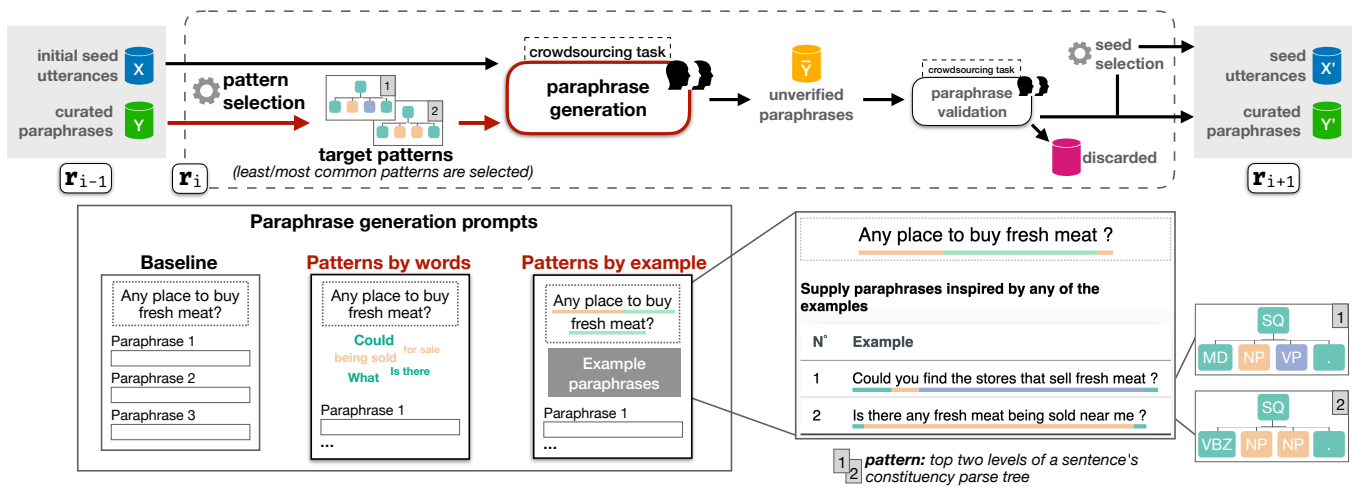 initial seed
utterances
X
curated
paraphrases
Y
r i-1
r i
pattern
selection
1
2
target patterns
(least/most common patterns are selected)
crowdsourcing task
paraphrase
generation
Ȳ
unverified
paraphrases
crowdsourcing task
paraphrase
validation
discarded
seed
selection
seed
utterances
X'
curated
paraphrases
Y'
r i+1
Paraphrase generation prompts
Baseline
Any place to buy
fresh meat?
Paraphrase 1
Paraphrase 2
Paraphrase 3
Patterns by words
Any place to buy
fresh meat?
Could
being sold
for sale
What
Is there
Paraphrase 1
...
Patterns by example
Any place to buy
fresh meat?
Example
paraphrases
Paraphrase 1
...
Any place to buy fresh meat ?
Supply paraphrases inspired by any of the
examples
N° Example
1 Could you find the stores that sell fresh meat ?
2 Is there any fresh meat being sold near me ?
1
SQ
MD NP VP .
2
SQ
VBZ NP NP .
1
2
pattern: top two levels of a sentence's
constituency parse tree